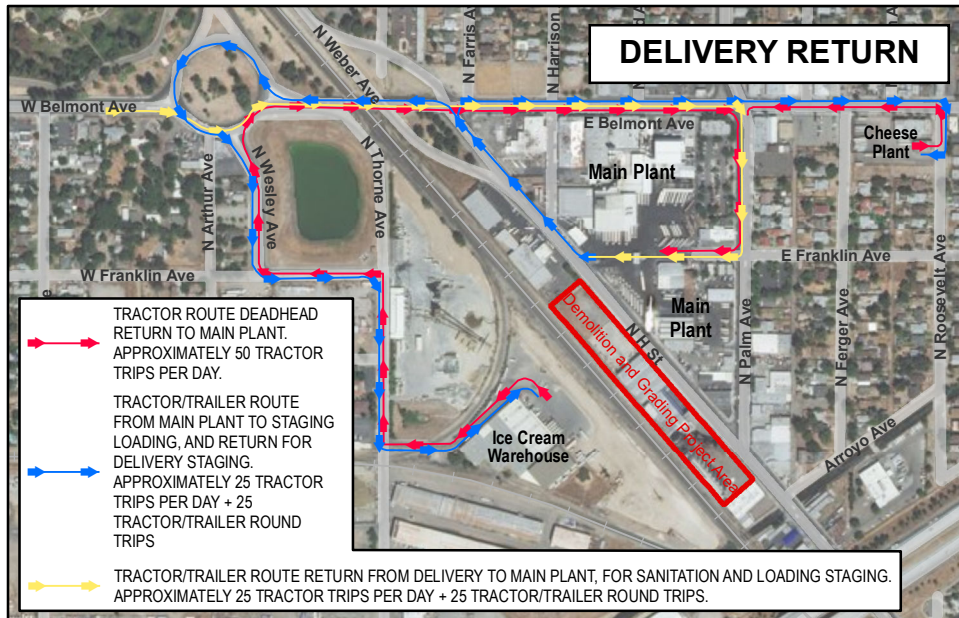 DELIVERY RETURN
N Weber Ave
N Farris A
N Harrison
W Belmont Ave
E Belmont Ave
Cheese
Plant
N Arthur Ave
N Wesley Ave
N Thorne Ave
Main Plant
W Franklin Ave
E Franklin Ave
Main
Plant
N H St
N Palm Ave
N Ferger Ave
N Roosevelt Ave
Demolition and Grading Project Area
Ice Cream
Warehouse
Arroyo Ave
TRACTOR ROUTE DEADHEAD
RETURN TO MAIN PLANT.
APPROXIMATELY 50 TRACTOR
TRIPS PER DAY.
TRACTOR/TRAILER ROUTE
FROM MAIN PLANT TO STAGING
LOADING, AND RETURN FOR
DELIVERY STAGING.
APPROXIMATELY 25 TRACTOR
TRIPS PER DAY + 25
TRACTOR/TRAILER ROUND
TRIPS
TRACTOR/TRAILER ROUTE RETURN FROM DELIVERY TO MAIN PLANT, FOR SANITATION AND LOADING STAGING.
APPROXIMATELY 25 TRACTOR TRIPS PER DAY + 25 TRACTOR/TRAILER ROUND TRIPS.